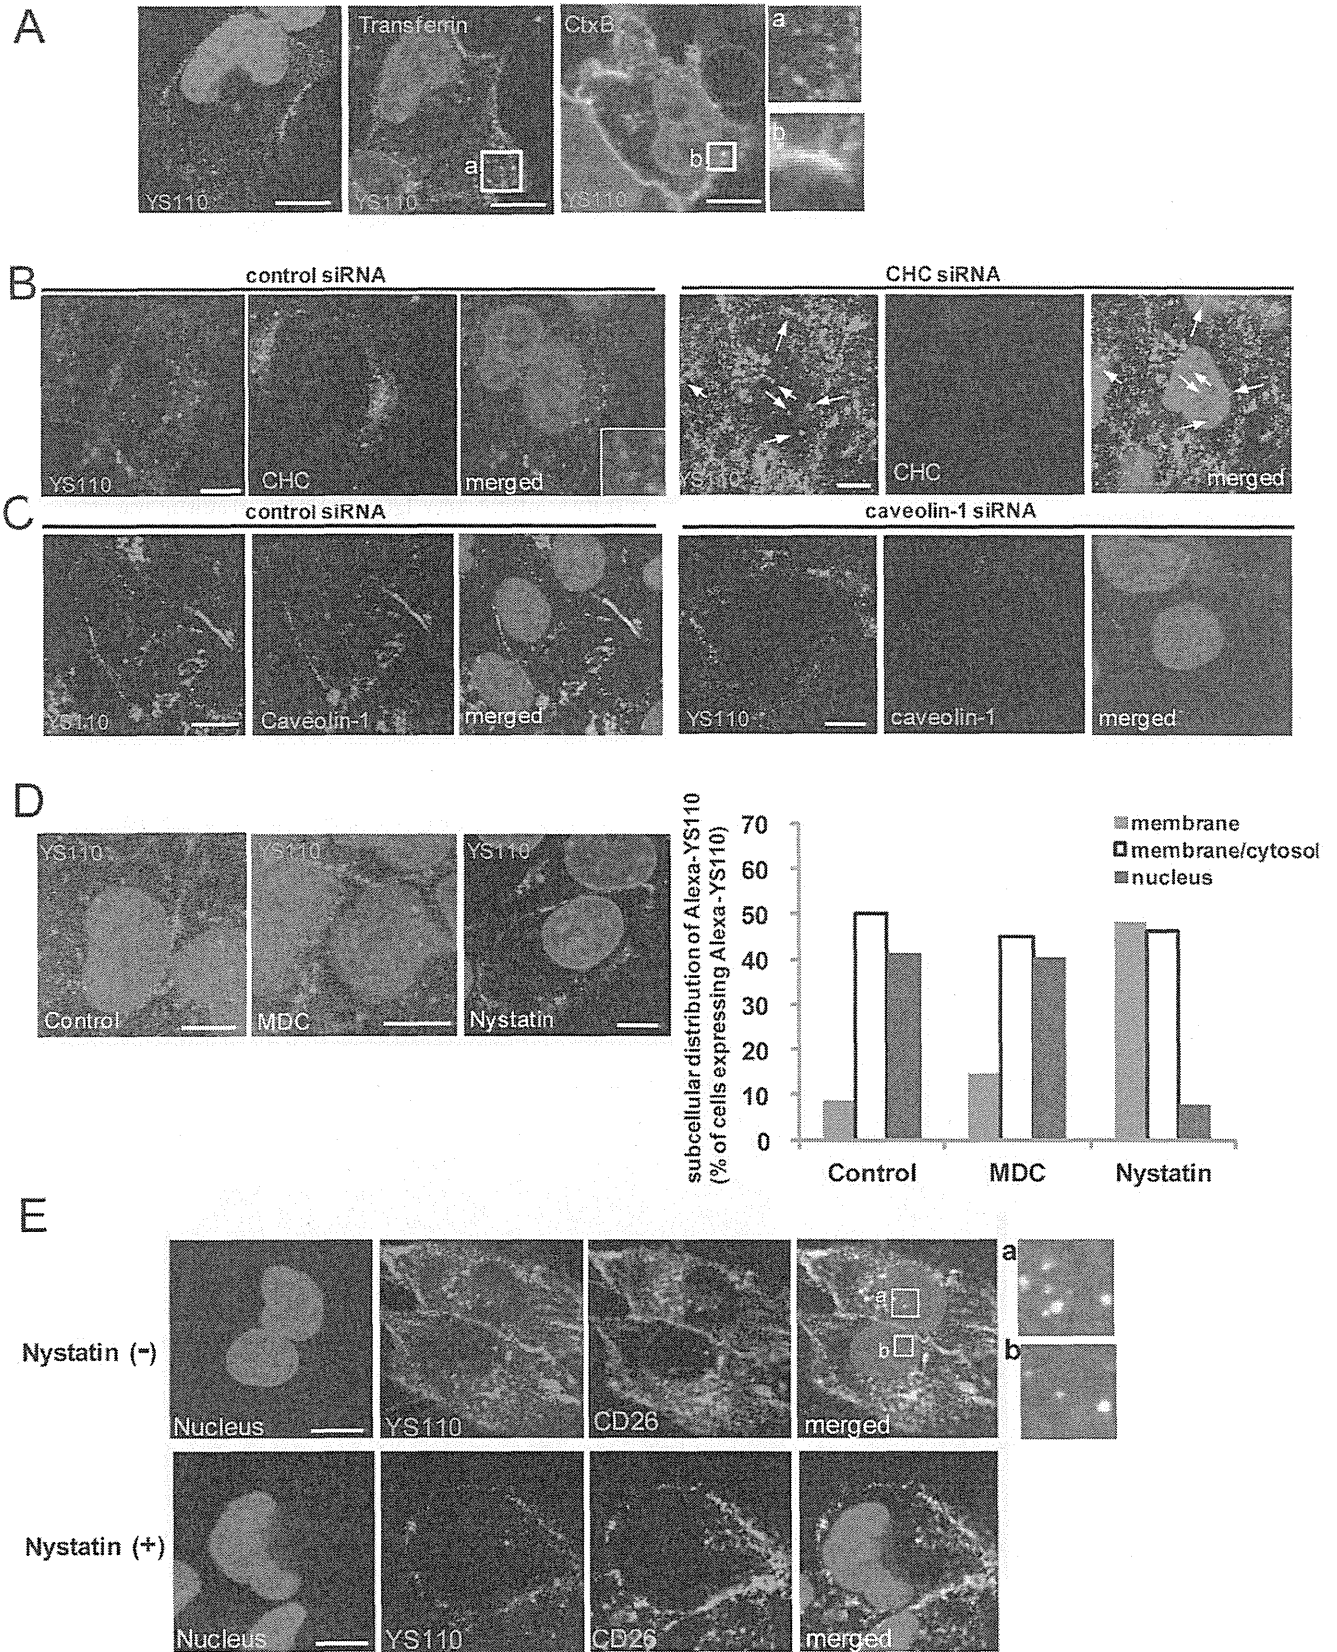 A
YS110
Transferrin
a
YS110
CtxB
b
YS110
a
b
B
control siRNA
CHC siRNA
YS110
CHC
merged
YS110
CHC
merged
C
control siRNA
caveolin-1 siRNA
YS110
Caveolin-1
merged
YS110
caveolin-1
merged
D
YS110
Control
YS110
MDC
YS110
Nystatin
subcellular distribution of Alexa-YS110
(% of cells expressing Alexa-YS110)
70
60
50
40
30
20
10
0
membrane
membrane/cytosol
nucleus
Control
MDC
Nystatin
E
Nystatin (-)
Nucleus
YS110
CD26
a
b
merged
a
b
Nystatin (+)
Nucleus
YS110
CD26
merged